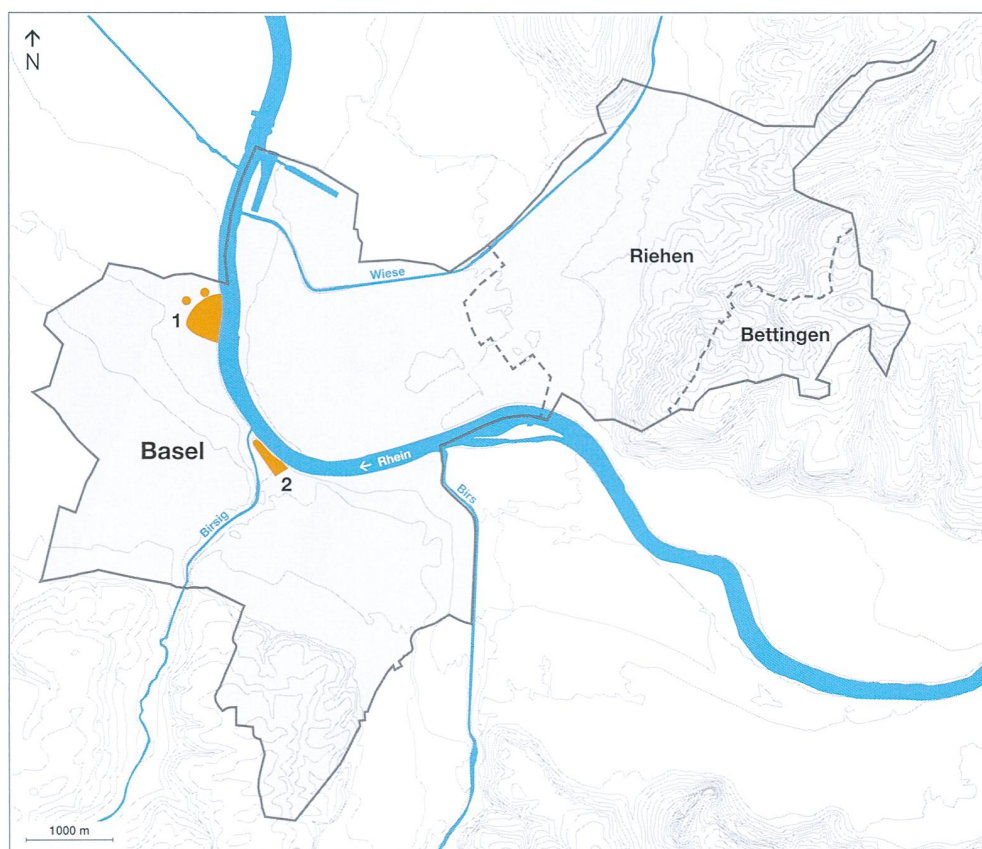 N
Wiese
Riehen
Bettingen
1
Basel
← Rhein
2
Birs
Birsig
1000 m